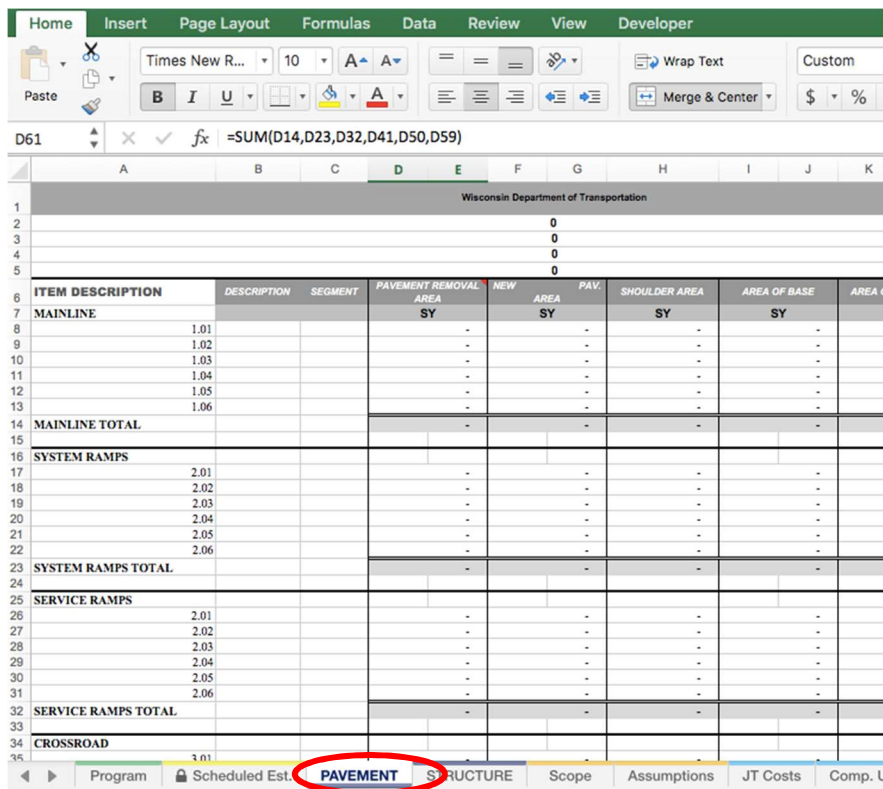 Home Insert Page Layout Formulas Data Review View Developer
Times New R... 10 A A Wrap Text Custom
Paste B I U A Merge & Center $ %
D61 fx =SUM(D14,D23,D32,D41,D50,D59)
A B C D E F G H I J K
1 Wisconsin Department of Transportation
2 0
3 0
4 0
5 0
PAVEMENT REMOVAL NEW PAV.
6 ITEM DESCRIPTION DESCRIPTION SEGMENT AREA AREA SHOULDER AREA AREA OF BASE AREA
7 MAINLINE SY SY SY SY
8 1.01 - - - -
9 1.02 - - - -
10 1.03 - - - -
11 1.04 - - - -
12 1.05 - - - -
13 1.06 - - - -
14 MAINLINE TOTAL - - - -
15
16 SYSTEM RAMPS
17 2.01 - - - -
18 2.02 - - - -
19 2.03 - - - -
20 2.04 - - - -
21 2.05 - - - -
22 2.06 - - - -
23 SYSTEM RAMPS TOTAL - - - -
24
25 SERVICE RAMPS
26 2.01 - - - -
27 2.02 - - - -
28 2.03 - - - -
29 2.04 - - - -
30 2.05 - - - -
31 2.06 - - - -
32 SERVICE RAMPS TOTAL - - - -
33
34 CROSSROAD
35 3.01 - - - -
Program Scheduled Est. PAVEMENT STRUCTURE Scope Assumptions JT Costs Comp. U